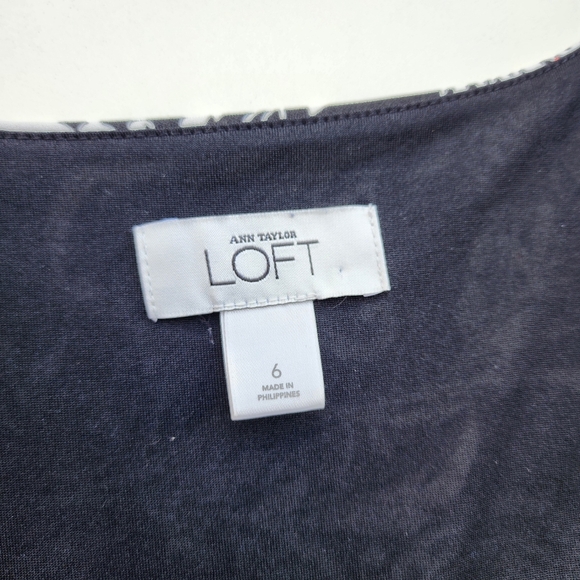 ANN TAYLOR
LOFT
6
MADE IN
PHILIPPINES